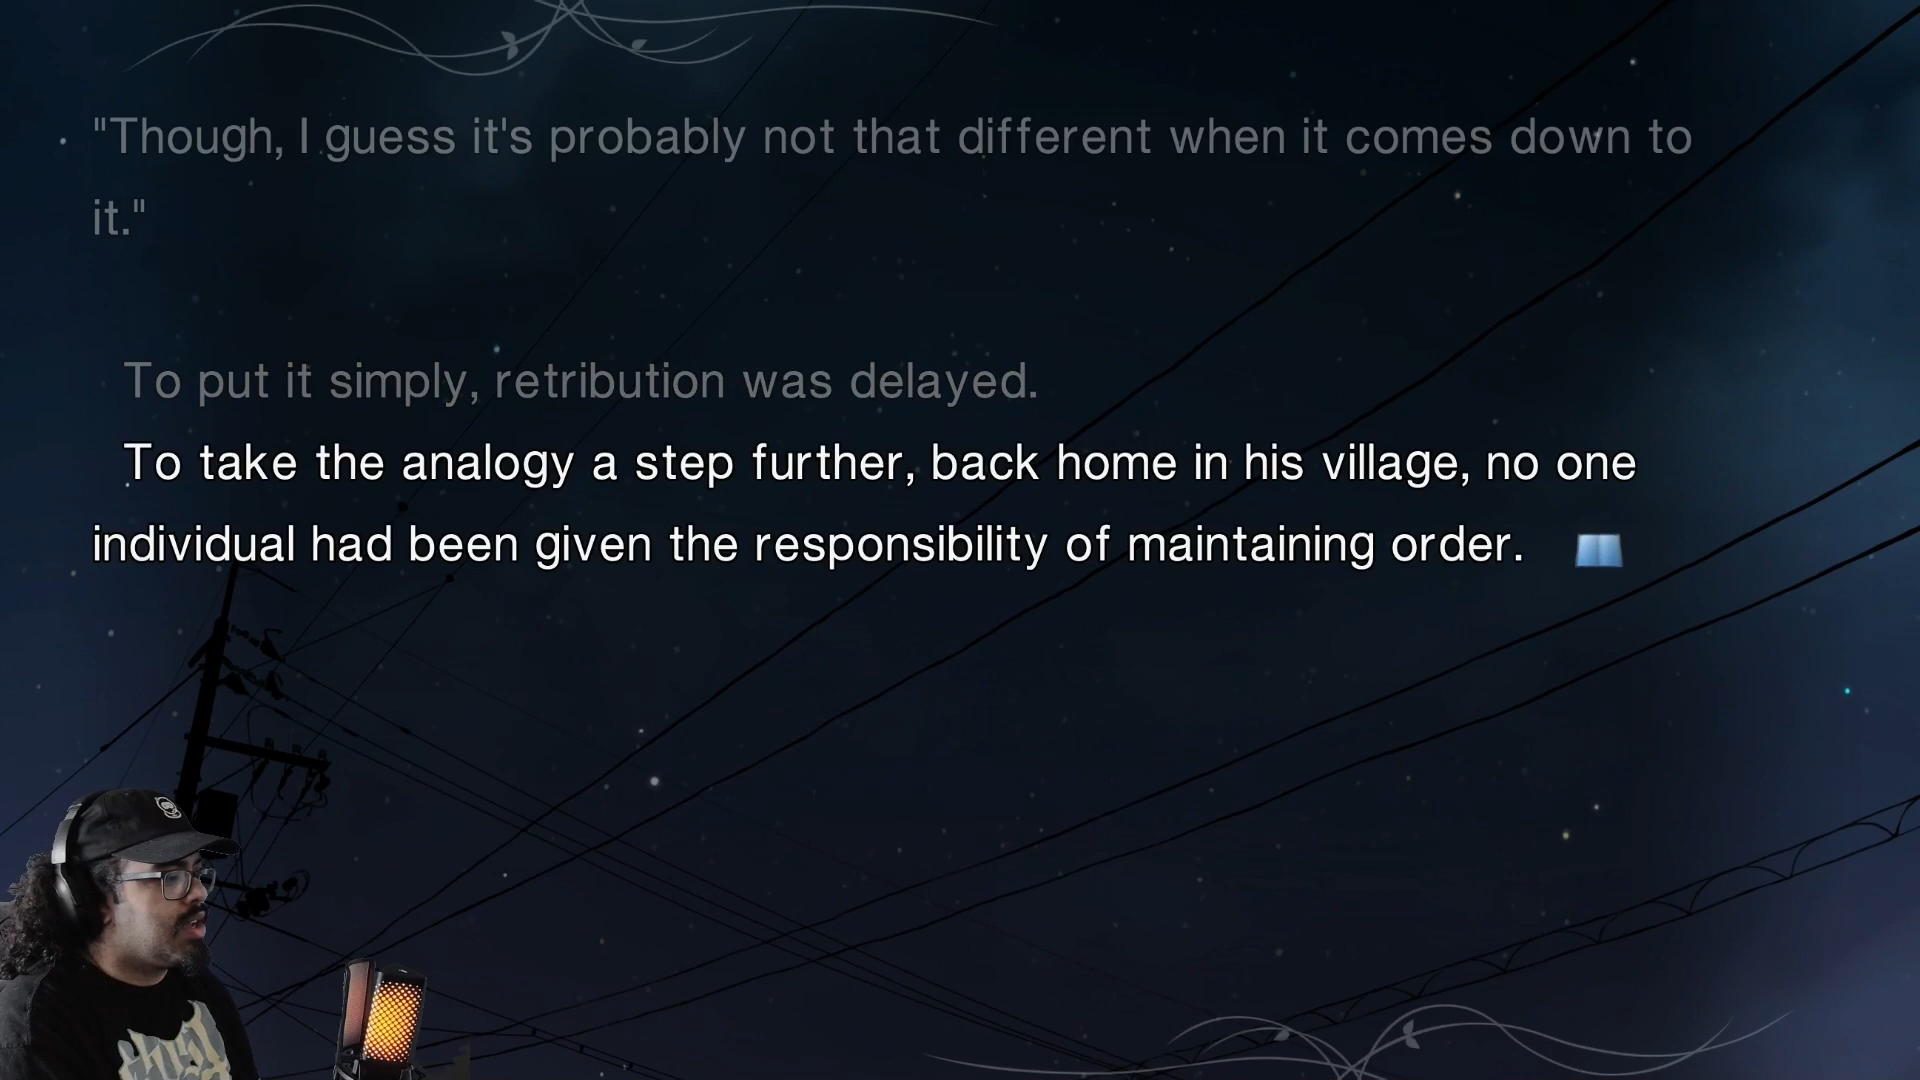 "Though, I guess it's probably not that different when it comes down to
it."
To put it simply, retribution was delayed.
To take the analogy a step further, back home in his village, no one
individual had been given the responsibility of maintaining order.